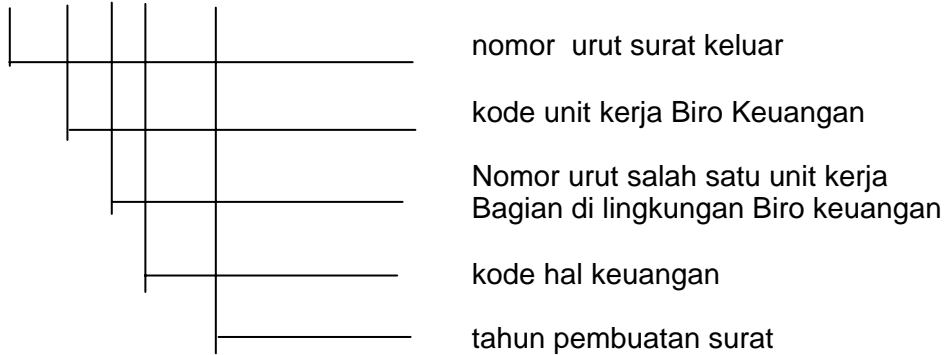 nomor urut surat keluar
kode unit kerja Biro Keuangan
Nomor urut salah satu unit kerja
Bagian di lingkungan Biro keuangan
kode hal keuangan
tahun pembuatan surat